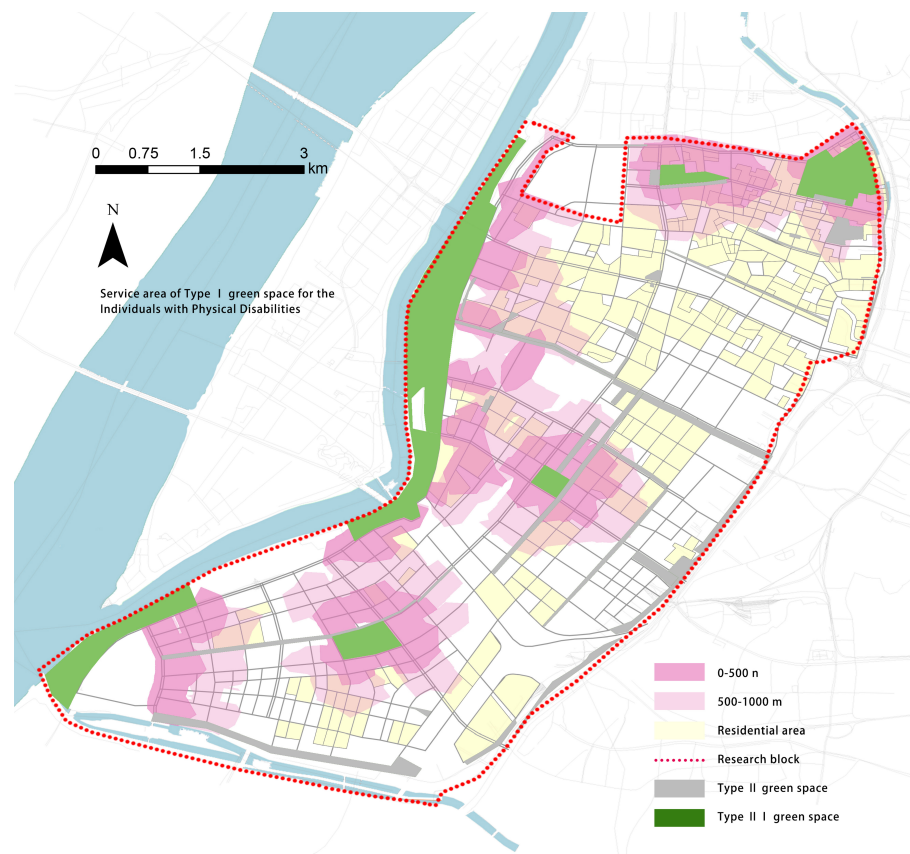 0 0.75 1.5 3
km
N
Service area of Type I green space for the
Individuals with Physical Disabilities
0-500 n
500-1000 m
Residential area
Research block
Type II green space
Type II I green space